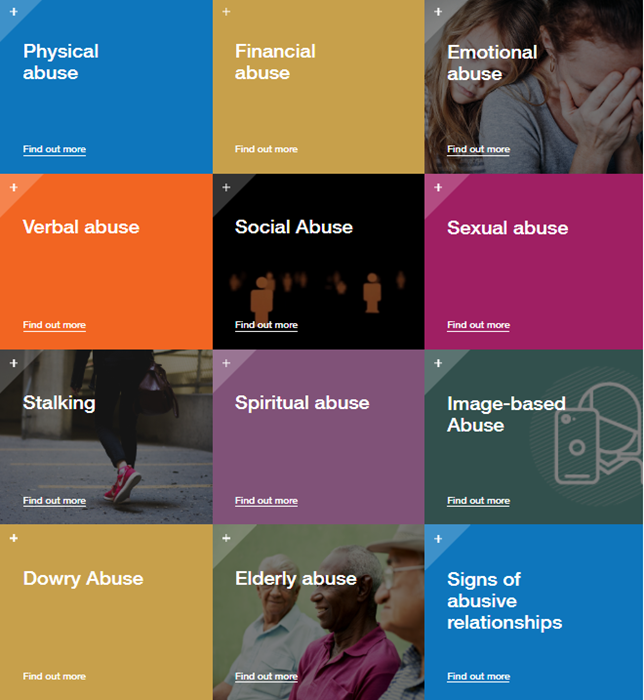 +
Physical
abuse
Find out more
+
Financial
abuse
Find out more
+
Emotional
abuse
Find out more
+
Verbal abuse
Find out more
+
Social Abuse
Find out more
+
Sexual abuse
Find out more
+
Stalking
Find out more
+
Spiritual abuse
Find out more
+
Image-based
Abuse
Find out more
+
Dowry Abuse
Find out more
+
Elderly abuse
Find out more
+
Signs of
abusive
relationships
Find out more